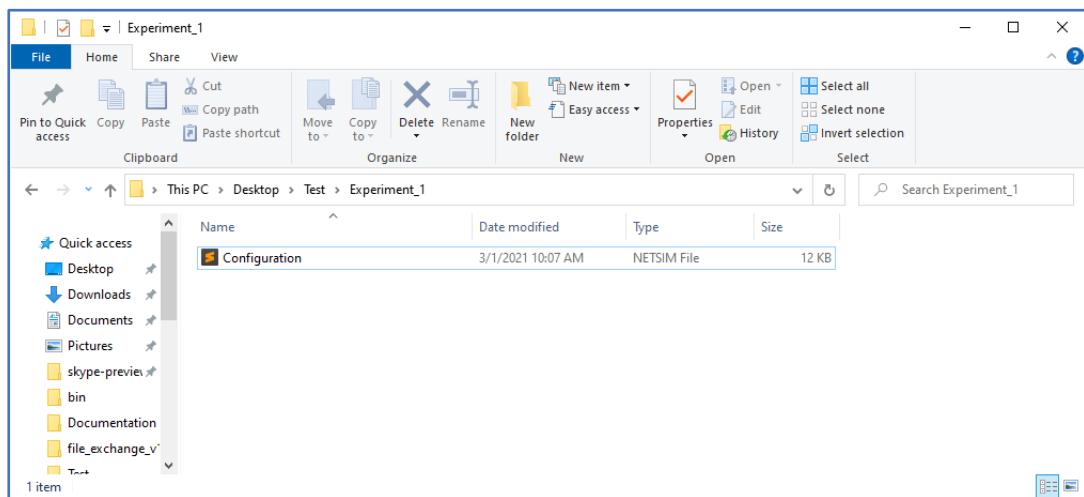 Experiment_1
File Home Share View
Pin to Quick access
Copy
Paste
Cut
Copy path
Paste shortcut
Clipboard
Move to
Copy to
Delete
Rename
Organize
New folder
New item
Easy access
New
Properties
Open
Edit
History
Open
Select all
Select none
Invert selection
Select
This PC > Desktop > Test > Experiment_1
Search Experiment_1
Name Date modified Type Size
Configuration 3/1/2021 10:07 AM NETSIM File 12 KB
Quick access
Desktop
Downloads
Documents
Pictures
skype-previev
bin
Documentation
file_exchange_v
Test
1 item